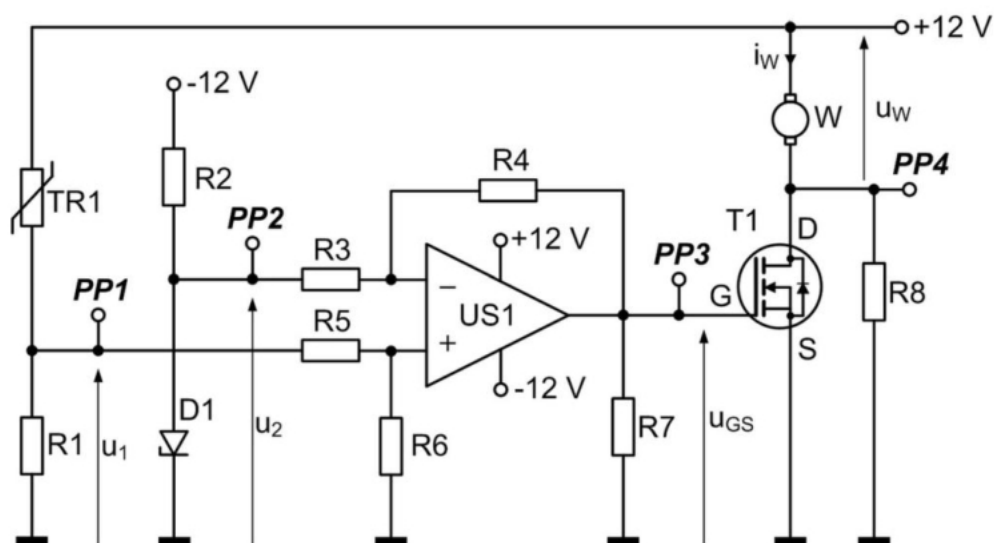 +12 V
iW
-12 V
W
uW
R4
PP4
R2
TR1
T1
D
PP2
+12 V
R3
PP3
PP1
−
G
R8
US1
R5
+
S
-12 V
D1
R1
u1
u2
R6
R7
uGS